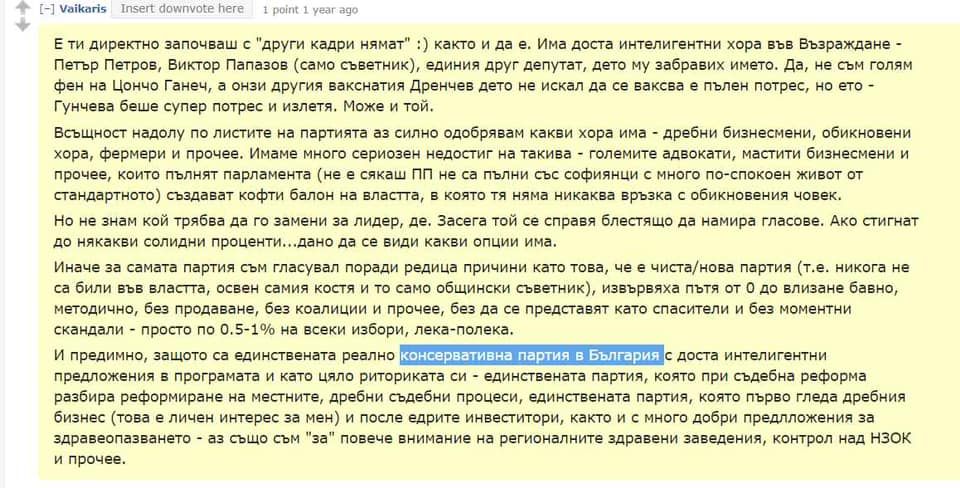 [–] Vaikaris Insert downvote here 1 point 1 year ago
Е ти директно започваш с "други кадри нямат" :) както и да е. Има доста интелигентни хора във Възраждане -
Петър Петров, Виктор Папазов (само съветник), единия друг депутат, дето му забравих името. Да, не съм голям
фен на Цончо Ганеч, а онзи другия вакснатия Дренчев дето не искал да се ваксва е пълен потрес, но ето -
Гунчева беше супер потрес и излетя. Може и той.
Всъщност надолу по листите на партията аз силно одобрявам какви хора има - дребни бизнесмени, обикновени
хора, фермери и прочее. Имаме много сериозен недостиг на такива - големите адвокати, мастити бизнесмени и
прочее, които пълнят парламента (не е сякаш ПП не са пълни със софиянци с много по-спокоен живот от
стандартното) създават кофти балон на властта, в която тя няма никаква връзка с обикновения човек.
Но не знам кой трябва да го замени за лидер, де. Засега той се справя блестящо да намира гласове. Ако стигнат
до някакви солидни проценти...дано да се види какви опции има.
Иначе за самата партия съм гласувал поради редица причини като това, че е чиста/нова партия (т.е. никога не
са били във властта, освен самия костя и то само общински съветник), извървяха пътя от 0 до влизане бавно,
методично, без продаване, без коалиции и прочее, без да се представят като спасители и без моментни
скандали - просто по 0.5-1% на всеки избори, лека-полека.
И предимно, защото са единствената реално консервативна партия в България с доста интелигентни
предложения в програмата и като цяло риториката си - единствената партия, която при съдебна реформа
разбира реформиране на местните, дребни съдебни процеси, единствената партия, която първо гледа дребния
бизнес (това е личен интерес за мен) и после едрите инвеститори, както и с много добри предлложения за
здравеопазването - аз също съм "за" повече внимание на регионалните здравени заведения, контрол над НЗОК
и прочее.